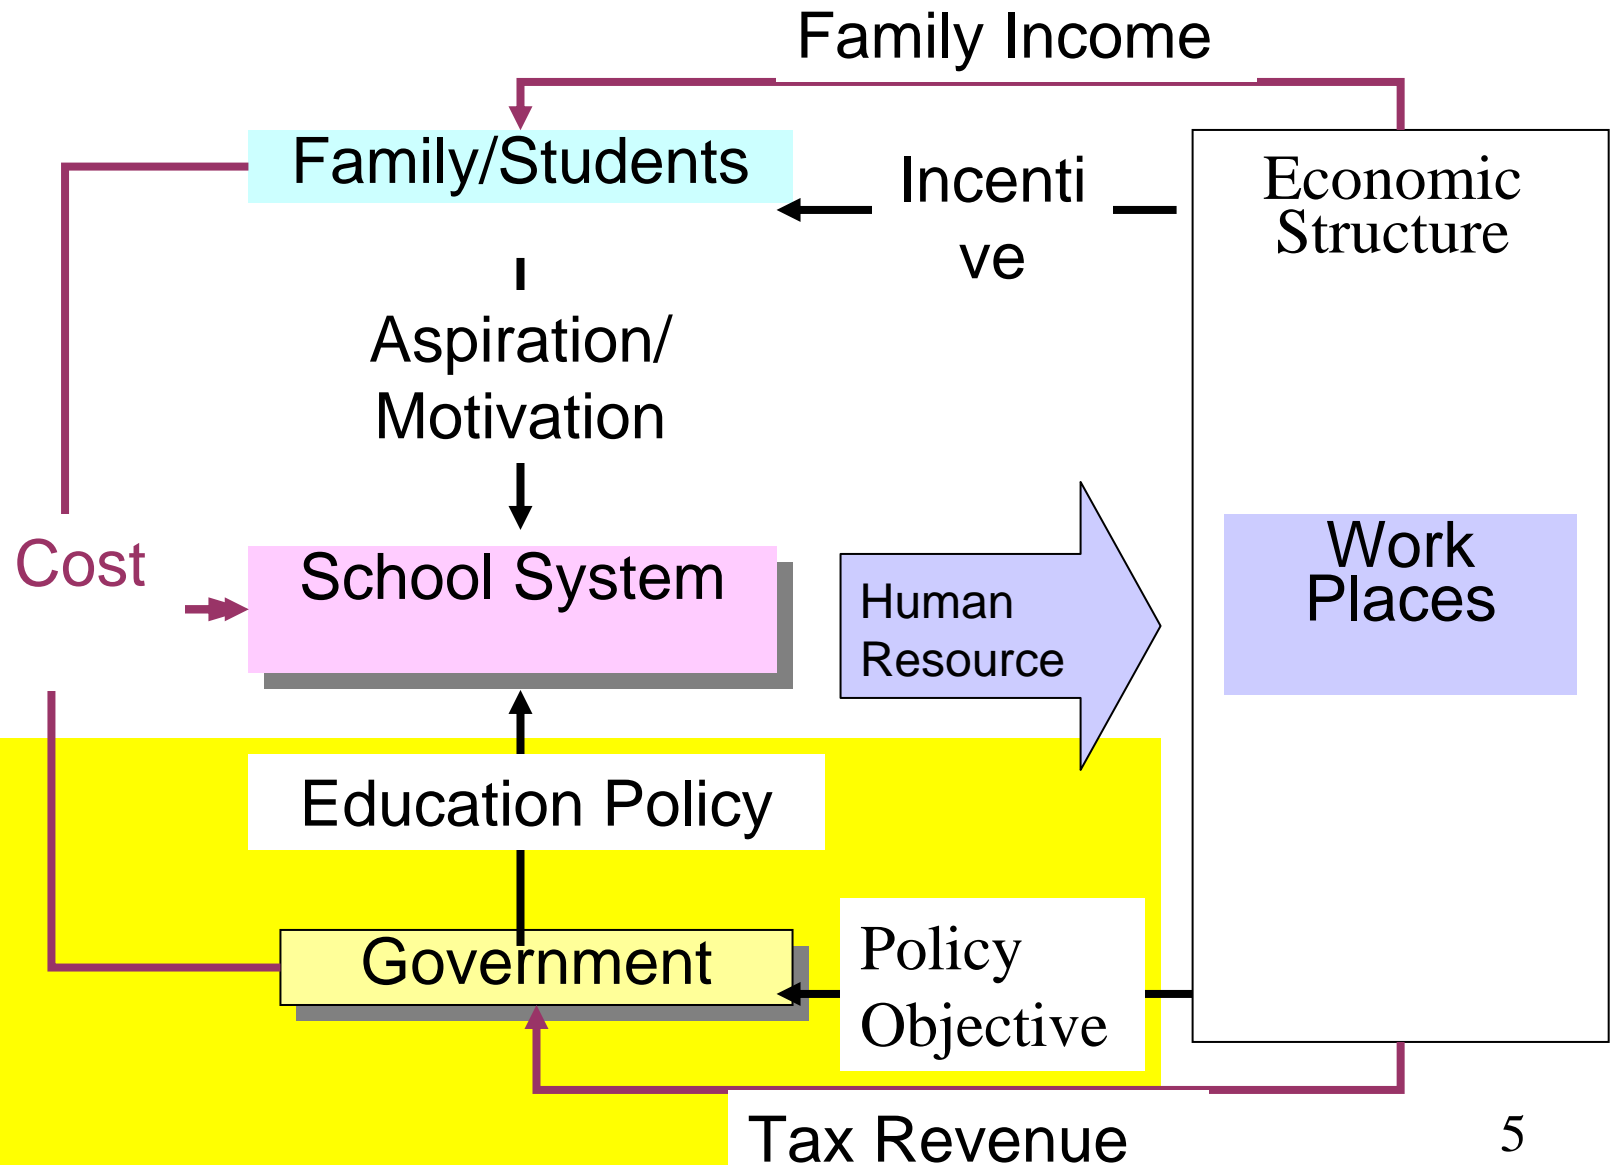 Family Income
Family/Students
Incenti
ve
Economic
Structure
Aspiration/
Motivation
Cost
School System
Human
Resource
Work
Places
Education Policy
Government
Policy
Objective
Tax Revenue
5